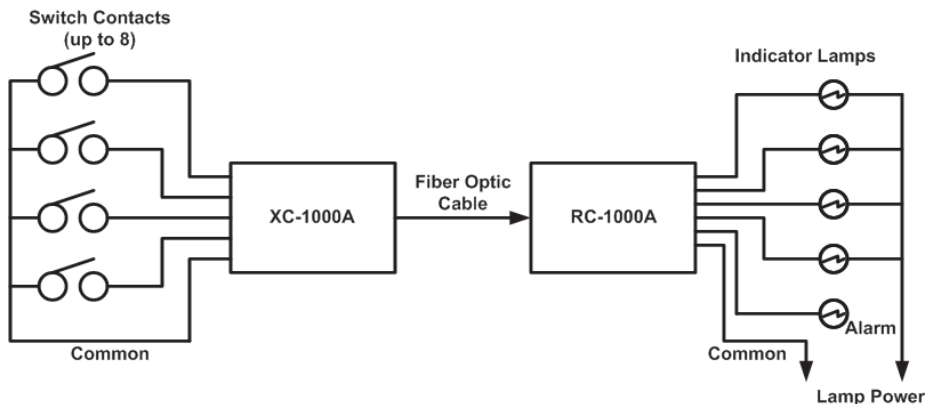 Switch Contacts
(up to 8)
Indicator Lamps
XC-1000A
Fiber Optic
Cable
RC-1000A
Alarm
Common
Common
Lamp Power